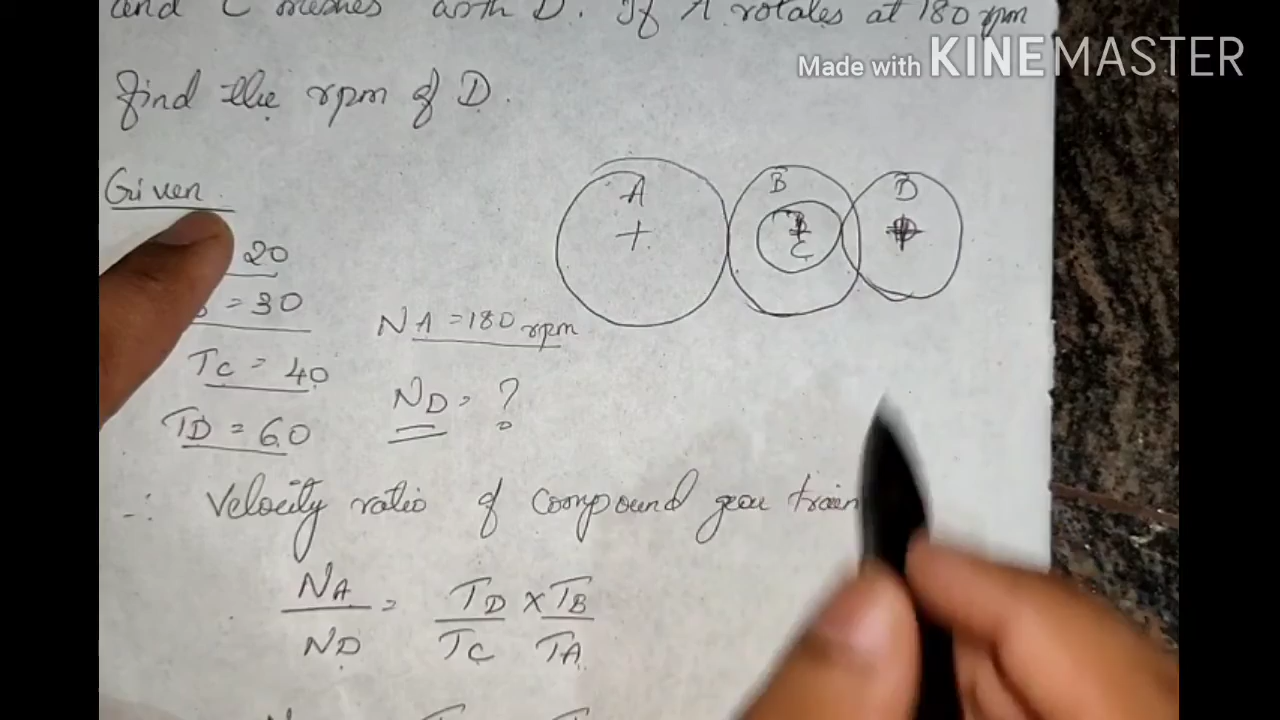 and C meshes with D. If A rotales at 180 rpm
Made with KINEMASTER
find the rpm of D.
Given
A
B
C
D
20
= 30
NA = 180 rpm
TC = 40
ND = ?
TD = 60
∴ Velocity ratio of compound gear train
NA / ND = TD / TC × TB / TA